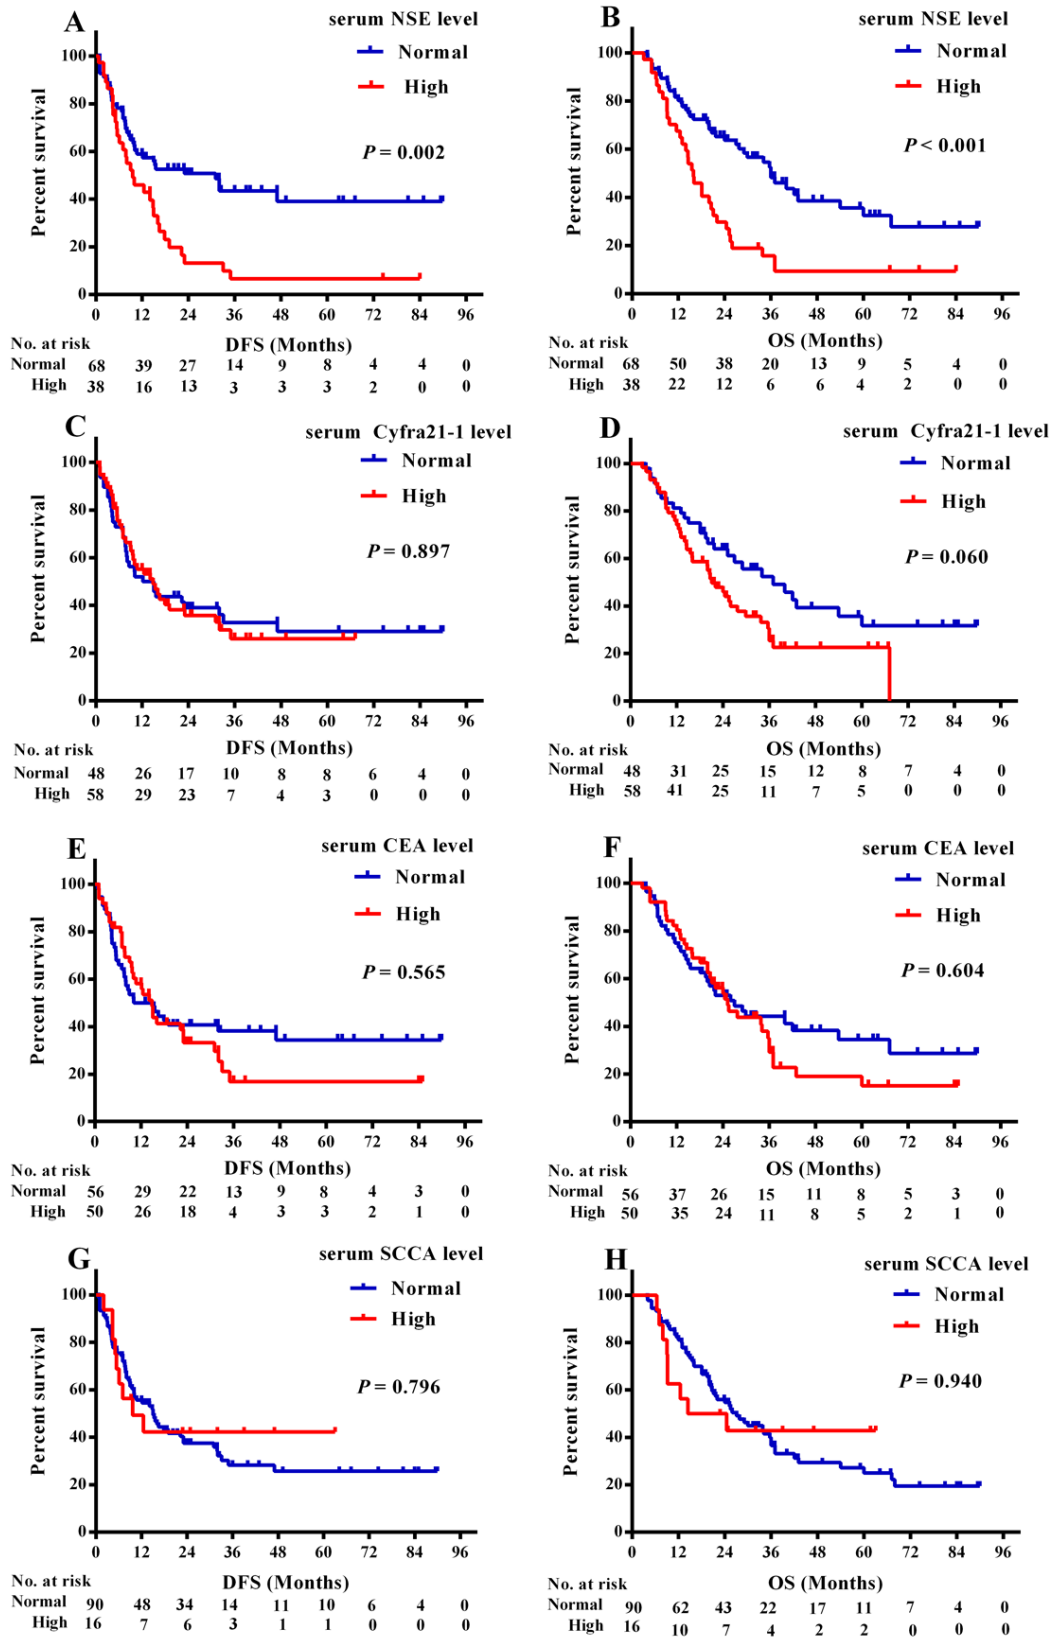 A
serum NSE level
Normal
High
P = 0.002
Percent survival
100
80
60
40
20
0
0 12 24 36 48 60 72 84 96
DFS (Months)
No. at risk
Normal 68 39 27 14 9 8 4 4 0
High 38 16 13 3 3 3 2 0 0
B
serum NSE level
Normal
High
P < 0.001
Percent survival
100
80
60
40
20
0
0 12 24 36 48 60 72 84 96
OS (Months)
No. at risk
Normal 68 50 38 20 13 9 5 4 0
High 38 22 12 6 6 4 2 0 0
C
serum Cyfra21-1 level
Normal
High
P = 0.897
Percent survival
100
80
60
40
20
0
0 12 24 36 48 60 72 84 96
DFS (Months)
No. at risk
Normal 48 26 17 10 8 8 6 4 0
High 58 29 23 7 4 3 0 0 0
D
serum Cyfra21-1 level
Normal
High
P = 0.060
Percent survival
100
80
60
40
20
0
0 12 24 36 48 60 72 84 96
OS (Months)
No. at risk
Normal 48 31 25 15 12 8 7 4 0
High 58 41 25 11 7 5 0 0 0
E
serum CEA level
Normal
High
P = 0.565
Percent survival
100
80
60
40
20
0
0 12 24 36 48 60 72 84 96
DFS (Months)
No. at risk
Normal 56 29 22 13 9 8 4 3 0
High 50 26 18 4 3 3 2 1 0
F
serum CEA level
Normal
High
P = 0.604
Percent survival
100
80
60
40
20
0
0 12 24 36 48 60 72 84 96
OS (Months)
No. at risk
Normal 56 37 26 15 11 8 5 3 0
High 50 35 24 11 8 5 2 1 0
G
serum SCCA level
Normal
High
P = 0.796
Percent survival
100
80
60
40
20
0
0 12 24 36 48 60 72 84 96
DFS (Months)
No. at risk
Normal 90 48 34 14 11 10 6 4 0
High 16 7 6 3 1 1 0 0 0
H
serum SCCA level
Normal
High
P = 0.940
Percent survival
100
80
60
40
20
0
0 12 24 36 48 60 72 84 96
OS (Months)
No. at risk
Normal 90 62 43 22 17 11 7 4 0
High 16 10 7 4 2 2 0 0 0